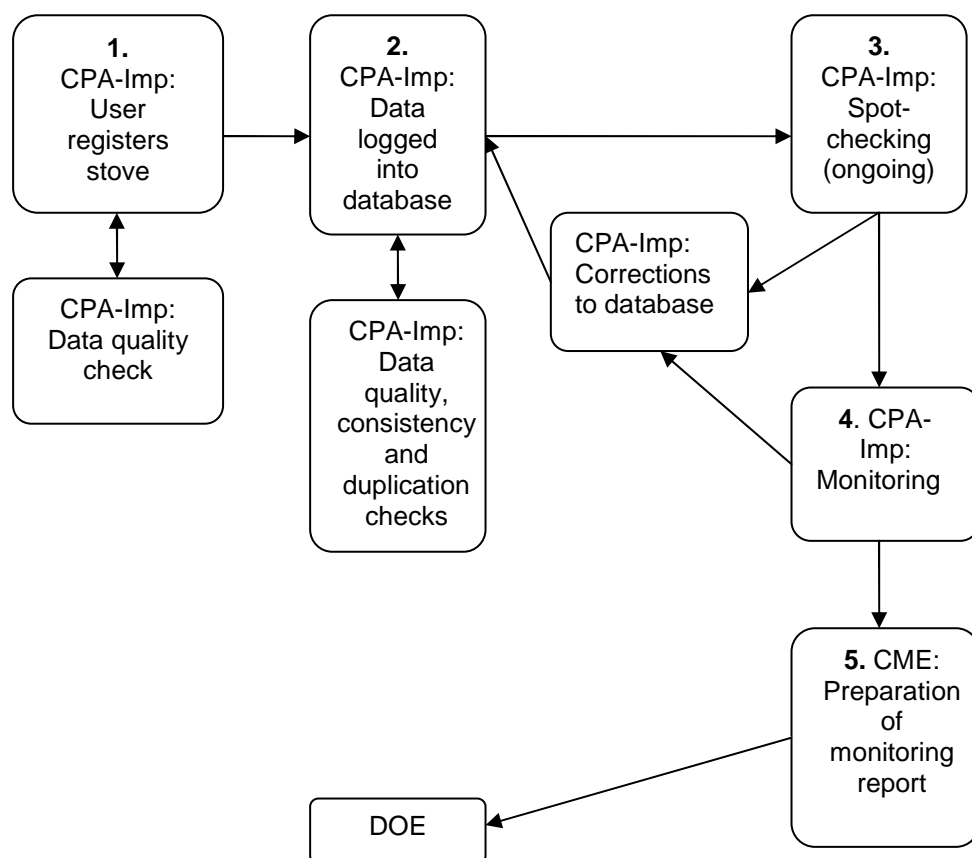 1.
CPA-Imp:
User
registers
stove
2.
CPA-Imp:
Data
logged
into
database
3.
CPA-Imp:
Spot-
checking
(ongoing)
CPA-Imp:
Data quality
check
CPA-Imp:
Data
quality,
consistency
and
duplication
checks
CPA-Imp:
Corrections
to database
4. CPA-
Imp:
Monitoring
5. CME:
Preparation
of
monitoring
report
DOE